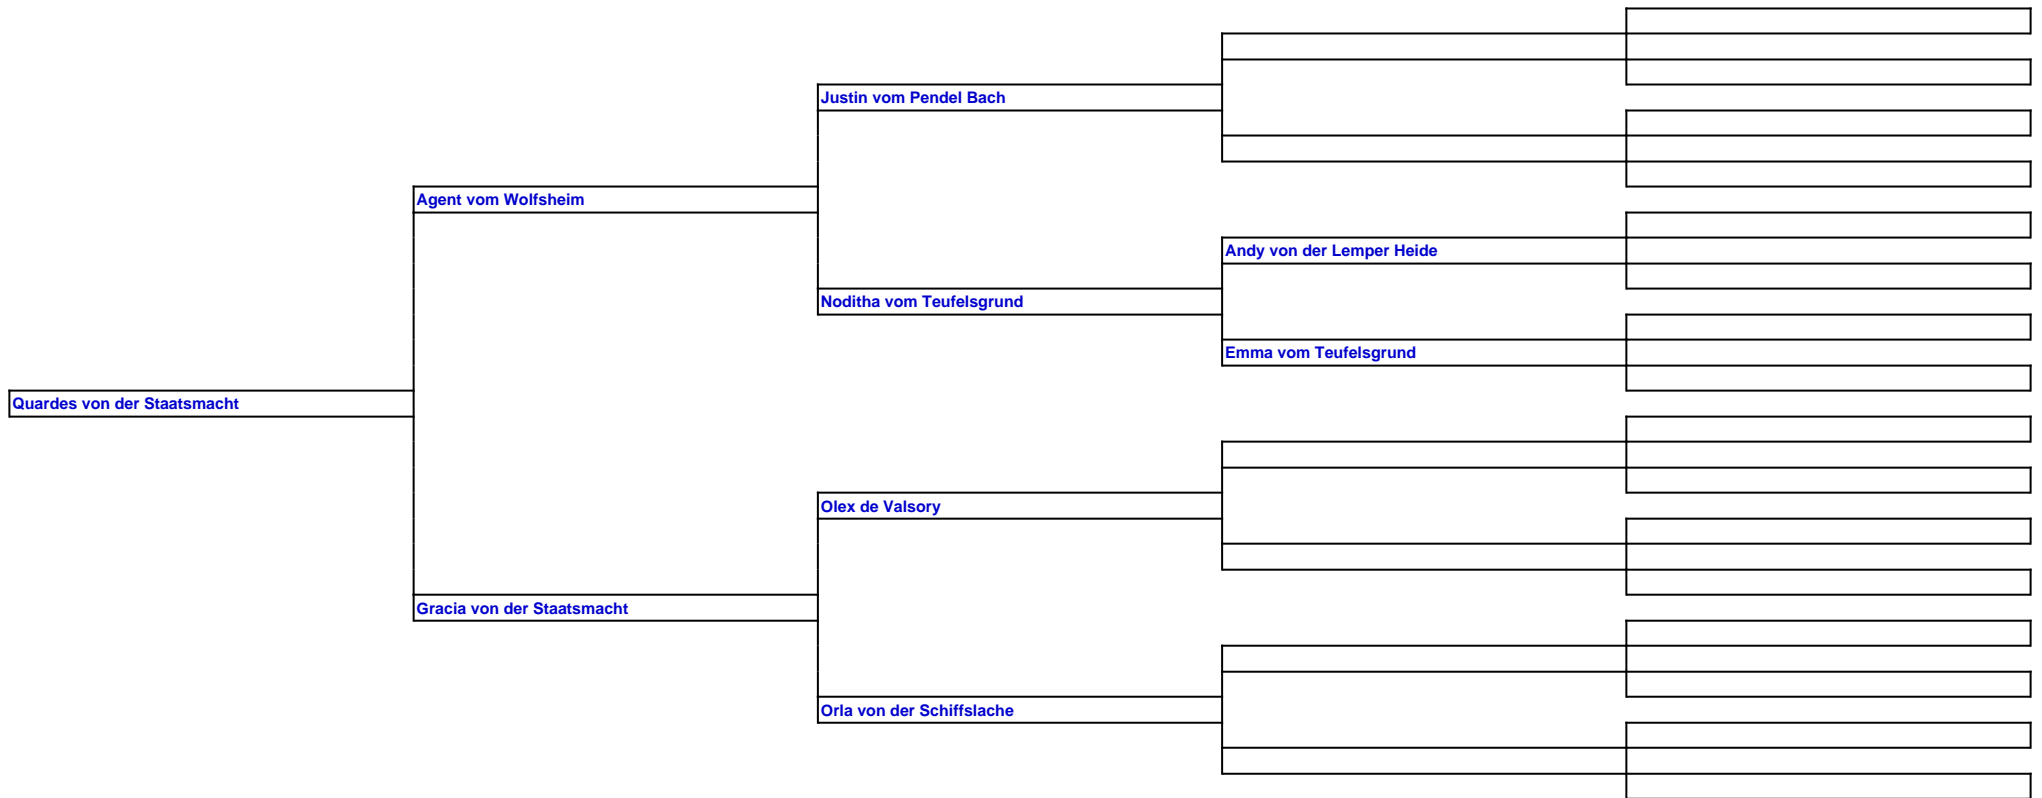 Justin vom Pendel Bach
Agent vom Wolfsheim
Andy von der Lemper Heide
Noditha vom Teufelsgrund
Emma vom Teufelsgrund
Quardes von der Staatsmacht
Olex de Valsory
Gracia von der Staatsmacht
Orla von der Schiffslache